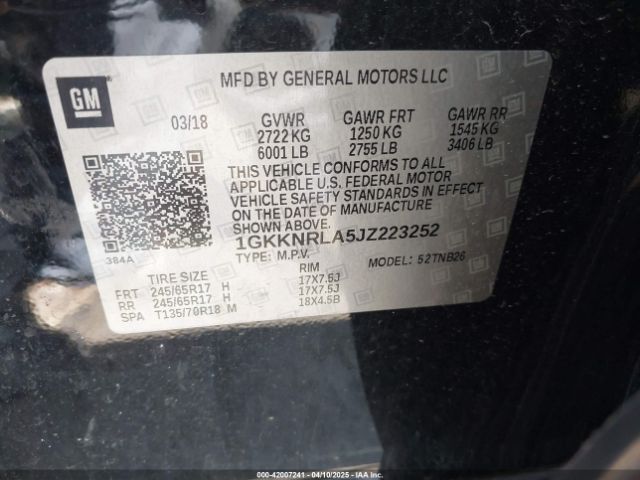 GM
MFD BY GENERAL MOTORS LLC
03/18 GVWR GAWR FRT GAWR RR
2722 KG 1250 KG 1545 KG
6001 LB 2755 LB 3406 LB
THIS VEHICLE CONFORMS TO ALL
APPLICABLE U.S. FEDERAL MOTOR
VEHICLE SAFETY STANDARDS IN EFFECT
ON THE DATE OF MANUFACTURE
SHOWN ABOVE.
1GKKNRLA5JZ223252
384A
TYPE: M.P.V. MODEL: 52TNB26
TIRE SIZE RIM
FRT 245/65R17 H 17X7.5J
RR 245/65R17 H 17X7.5J
SPA T135/70R18 M 18X4.5B
000-42007241 - 04/10/2025 - IAA, Inc.